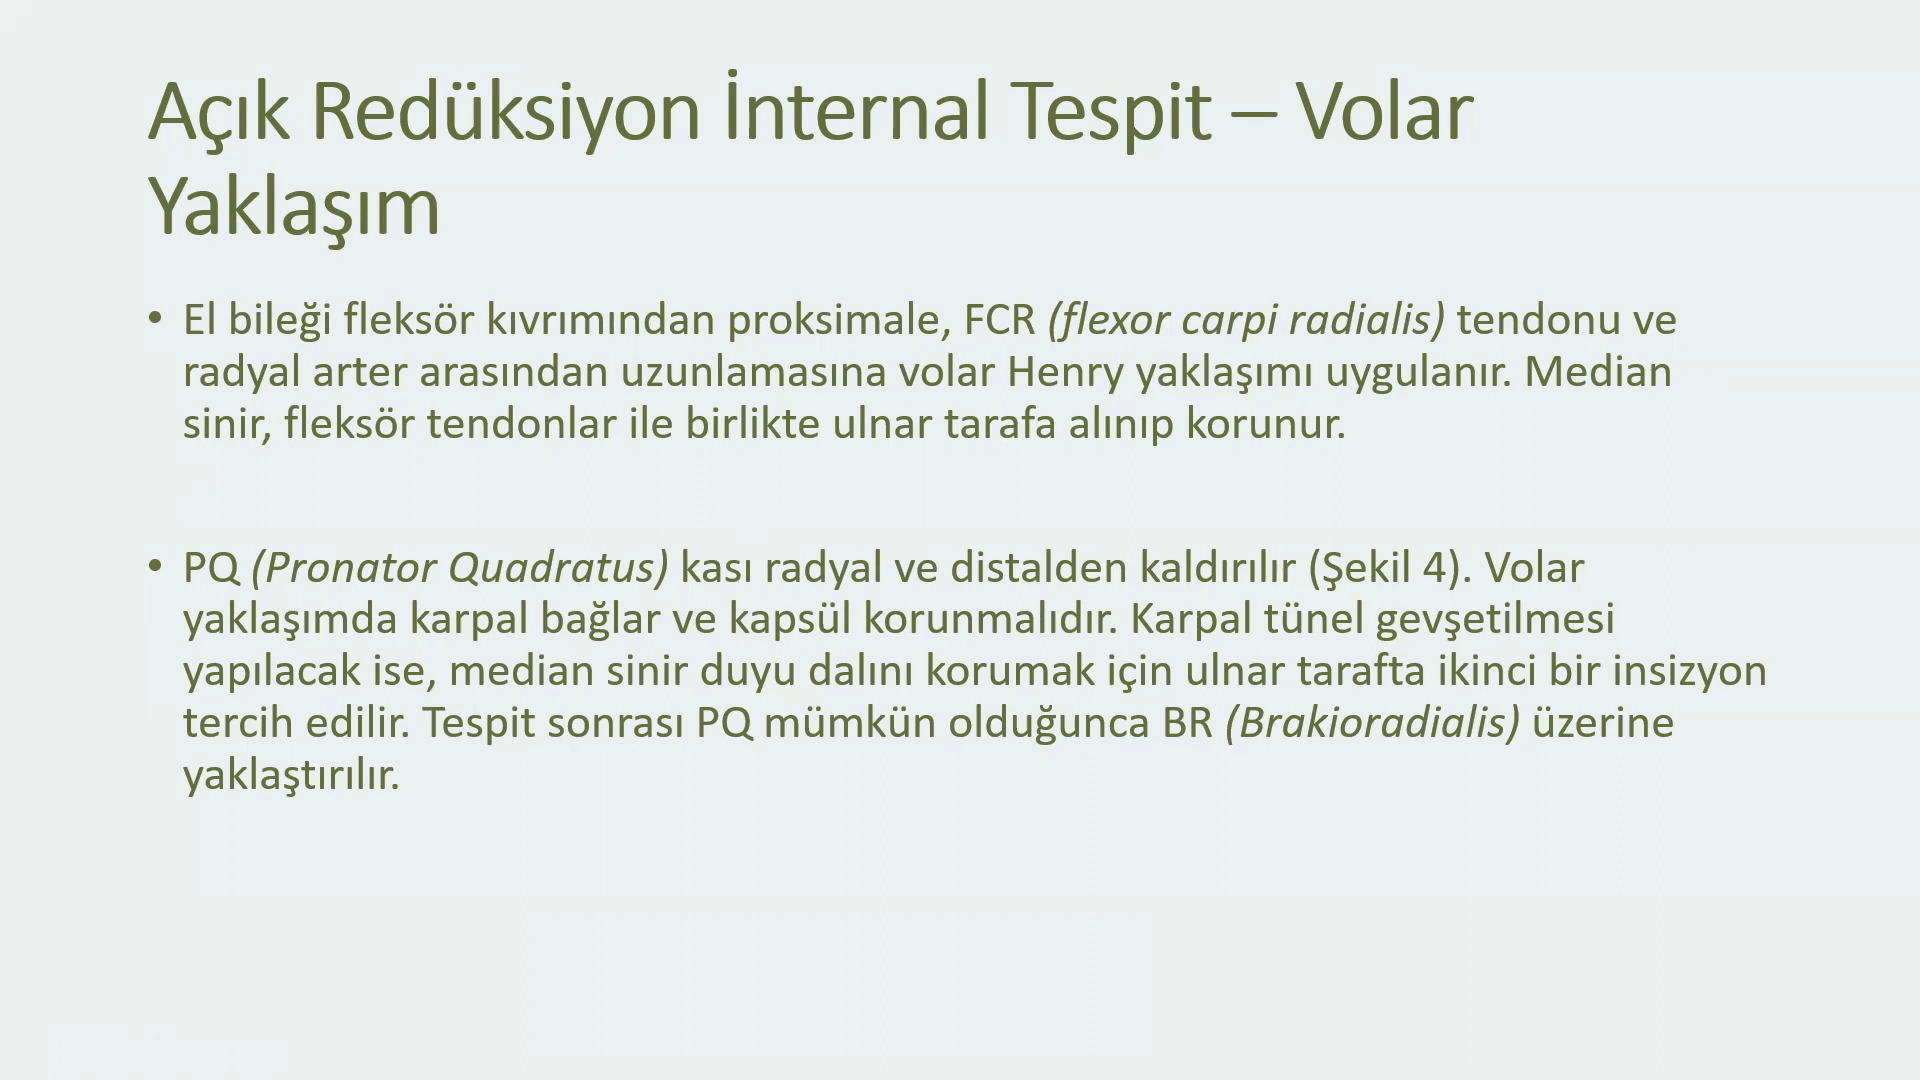 Açık Redüksiyon İnternal Tespit – Volar
Yaklaşım
• El bileği fleksör kıvrımından proksimale, FCR (flexor carpi radialis) tendonu ve
radyal arter arasından uzunlamasına volar Henry yaklaşımı uygulanır. Median
sinir, fleksör tendonlar ile birlikte ulnar tarafa alınıp korunur.
• PQ (Pronator Quadratus) kası radyal ve distalden kaldırılır (Şekil 4). Volar
yaklaşımda karpal bağlar ve kapsül korunmalıdır. Karpal tünel gevşetilmesi
yapılacak ise, median sinir duyu dalını korumak için ulnar tarafta ikinci bir insizyon
tercih edilir. Tespit sonrası PQ mümkün olduğunca BR (Brakioradialis) üzerine
yaklaştırılır.